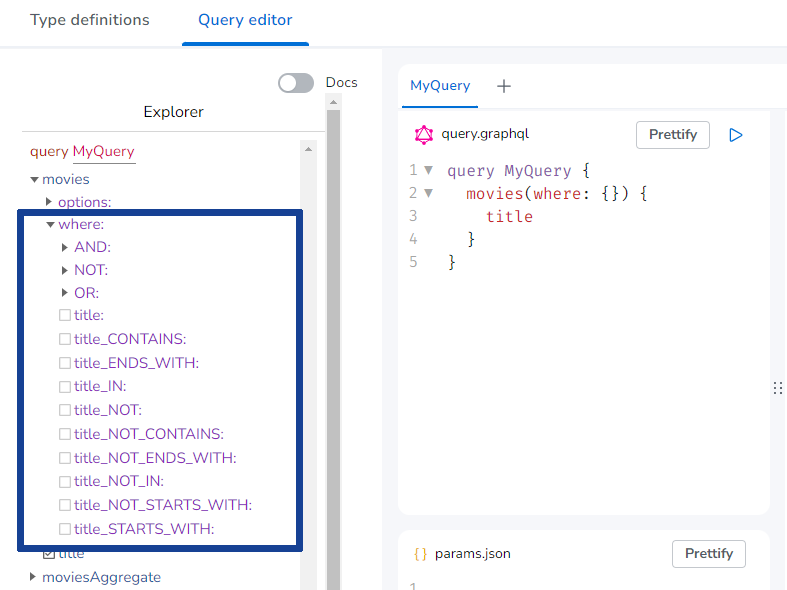 Type definitions
Query editor
Docs
Explorer
query MyQuery
movies
options:
where:
AND:
NOT:
OR:
title:
title_CONTAINS:
title_ENDS_WITH:
title_IN:
title_NOT:
title_NOT_CONTAINS:
title_NOT_ENDS_WITH:
title_NOT_IN:
title_NOT_STARTS_WITH:
title_STARTS_WITH:
title
moviesAggregate
MyQuery
query.graphql
Prettify
1 query MyQuery {
2 movies(where: {}) {
3 title
4 }
5 }
{} params.json
Prettify
1